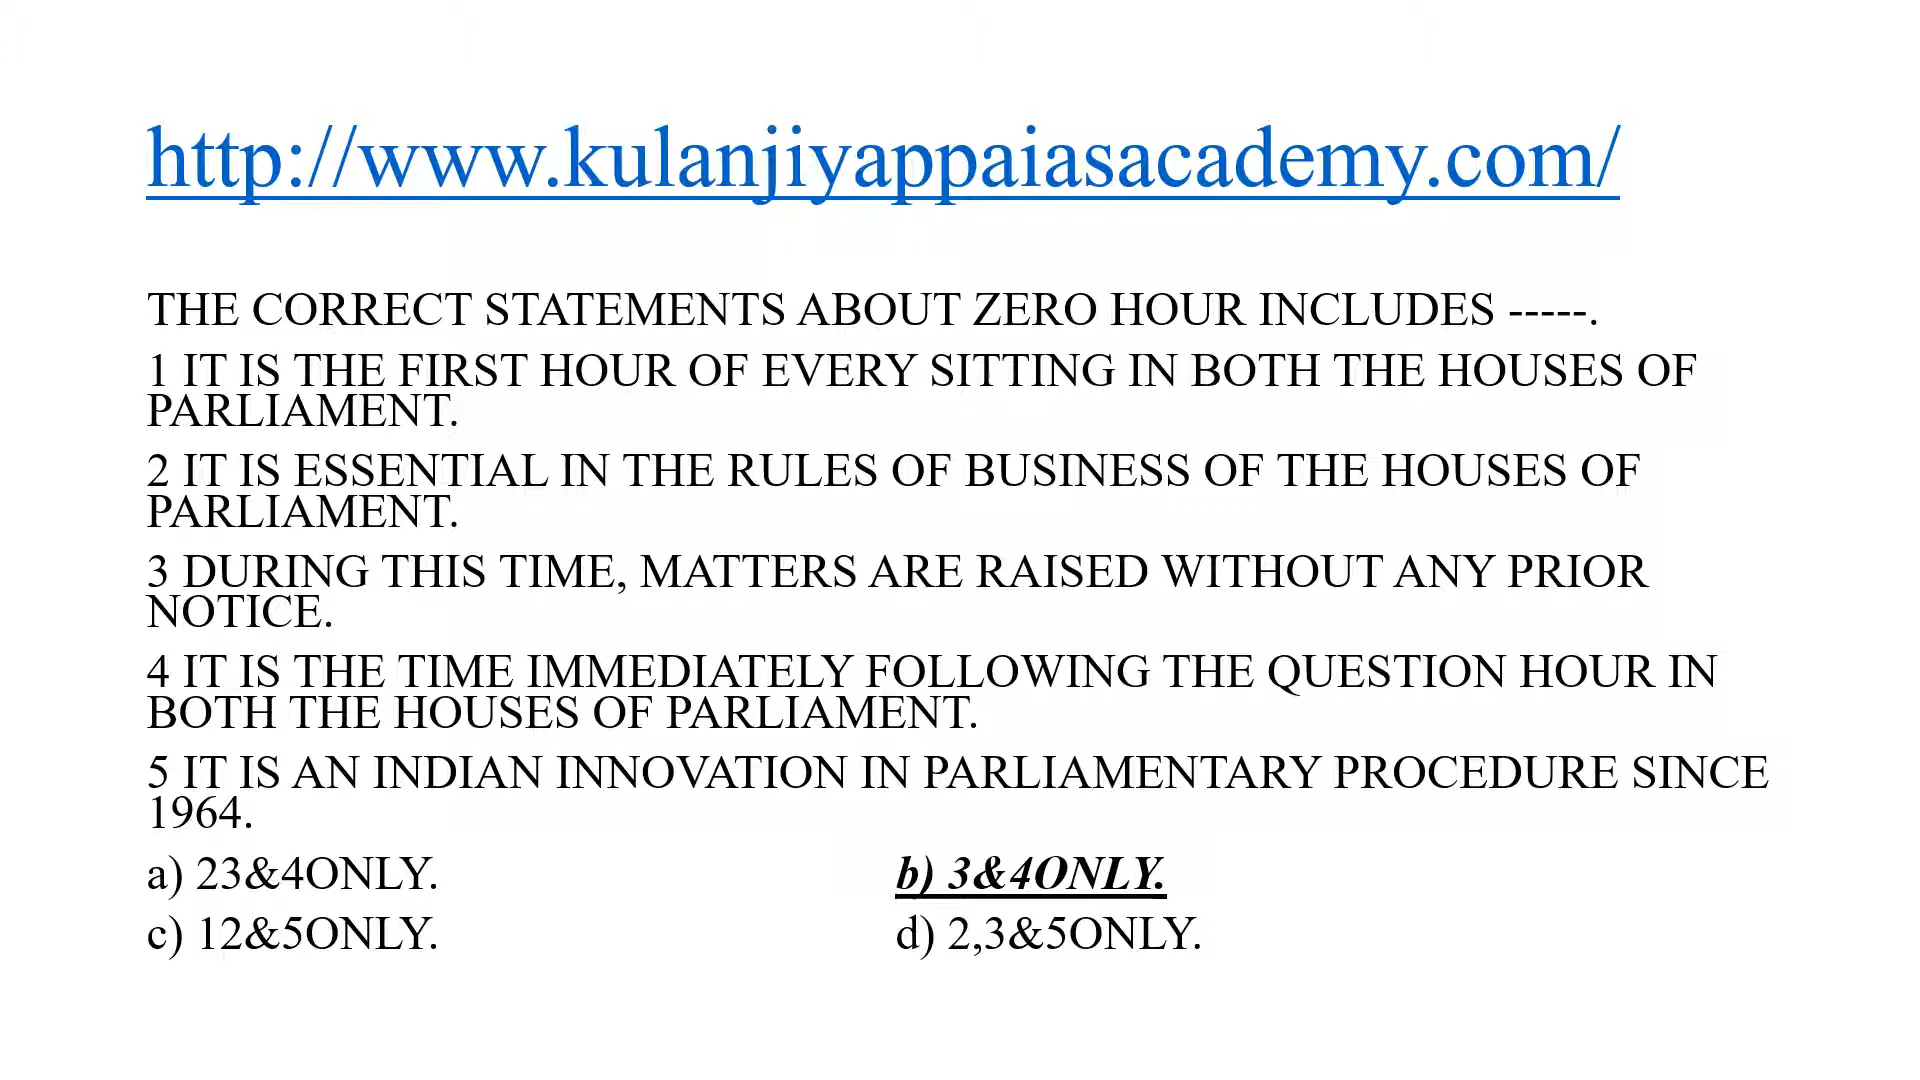 http://www.kulanjiyappaiasacademy.com/
THE CORRECT STATEMENTS ABOUT ZERO HOUR INCLUDES -----.
1 IT IS THE FIRST HOUR OF EVERY SITTING IN BOTH THE HOUSES OF
PARLIAMENT.
2 IT IS ESSENTIAL IN THE RULES OF BUSINESS OF THE HOUSES OF
PARLIAMENT.
3 DURING THIS TIME, MATTERS ARE RAISED WITHOUT ANY PRIOR
NOTICE.
4 IT IS THE TIME IMMEDIATELY FOLLOWING THE QUESTION HOUR IN
BOTH THE HOUSES OF PARLIAMENT.
5 IT IS AN INDIAN INNOVATION IN PARLIAMENTARY PROCEDURE SINCE
1964.
a) 23&4ONLY. b) 3&4ONLY.
c) 12&5ONLY. d) 2,3&5ONLY.